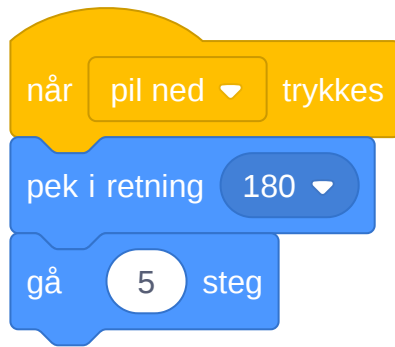 når pil ned trykkes
pek i retning 180
gå 5 steg